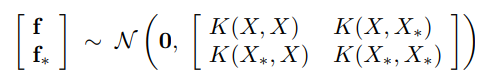 [ f ; f∗ ] ∼ 𝒩 ( 0, [ K(X, X)  K(X, X∗) ; K(X∗, X)  K(X∗, X∗) ] )